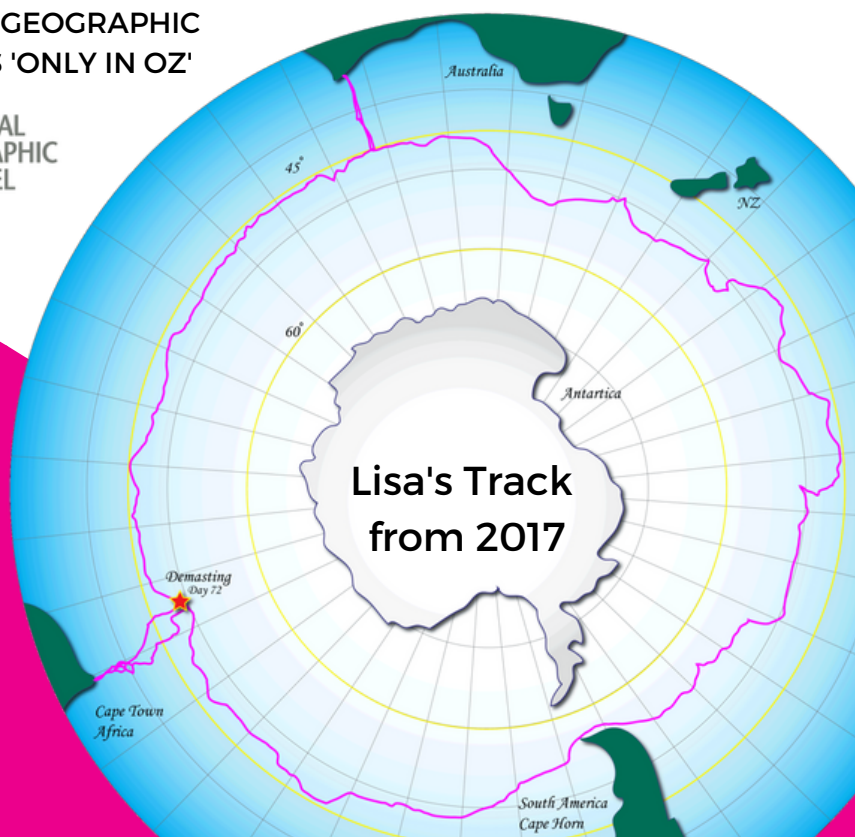 GEOGRAPHIC
'ONLY IN OZ'
Australia
45°
NZ
60°
Antartica
Lisa's Track
from 2017
Demasting
Day 72
Cape Town
Africa
South America
Cape Horn